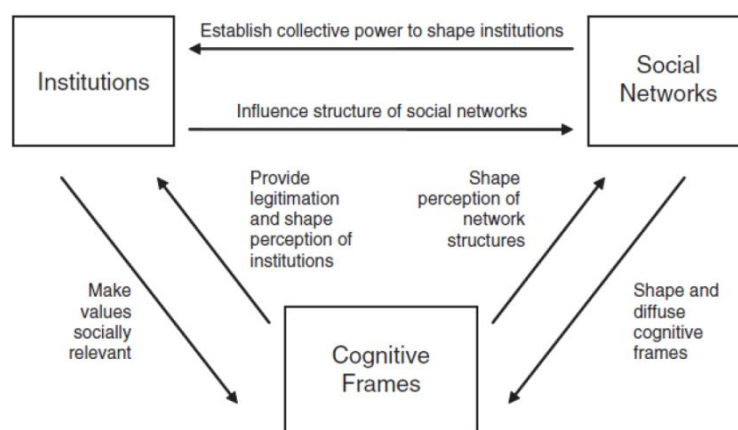 Establish collective power to shape institutions
Institutions
Social
Networks
Influence structure of social networks
Provide
legitimation
and shape
perception of
institutions
Shape
perception of
network
structures
Make
values
socially
relevant
Shape and
diffuse
cognitive
frames
Cognitive
Frames